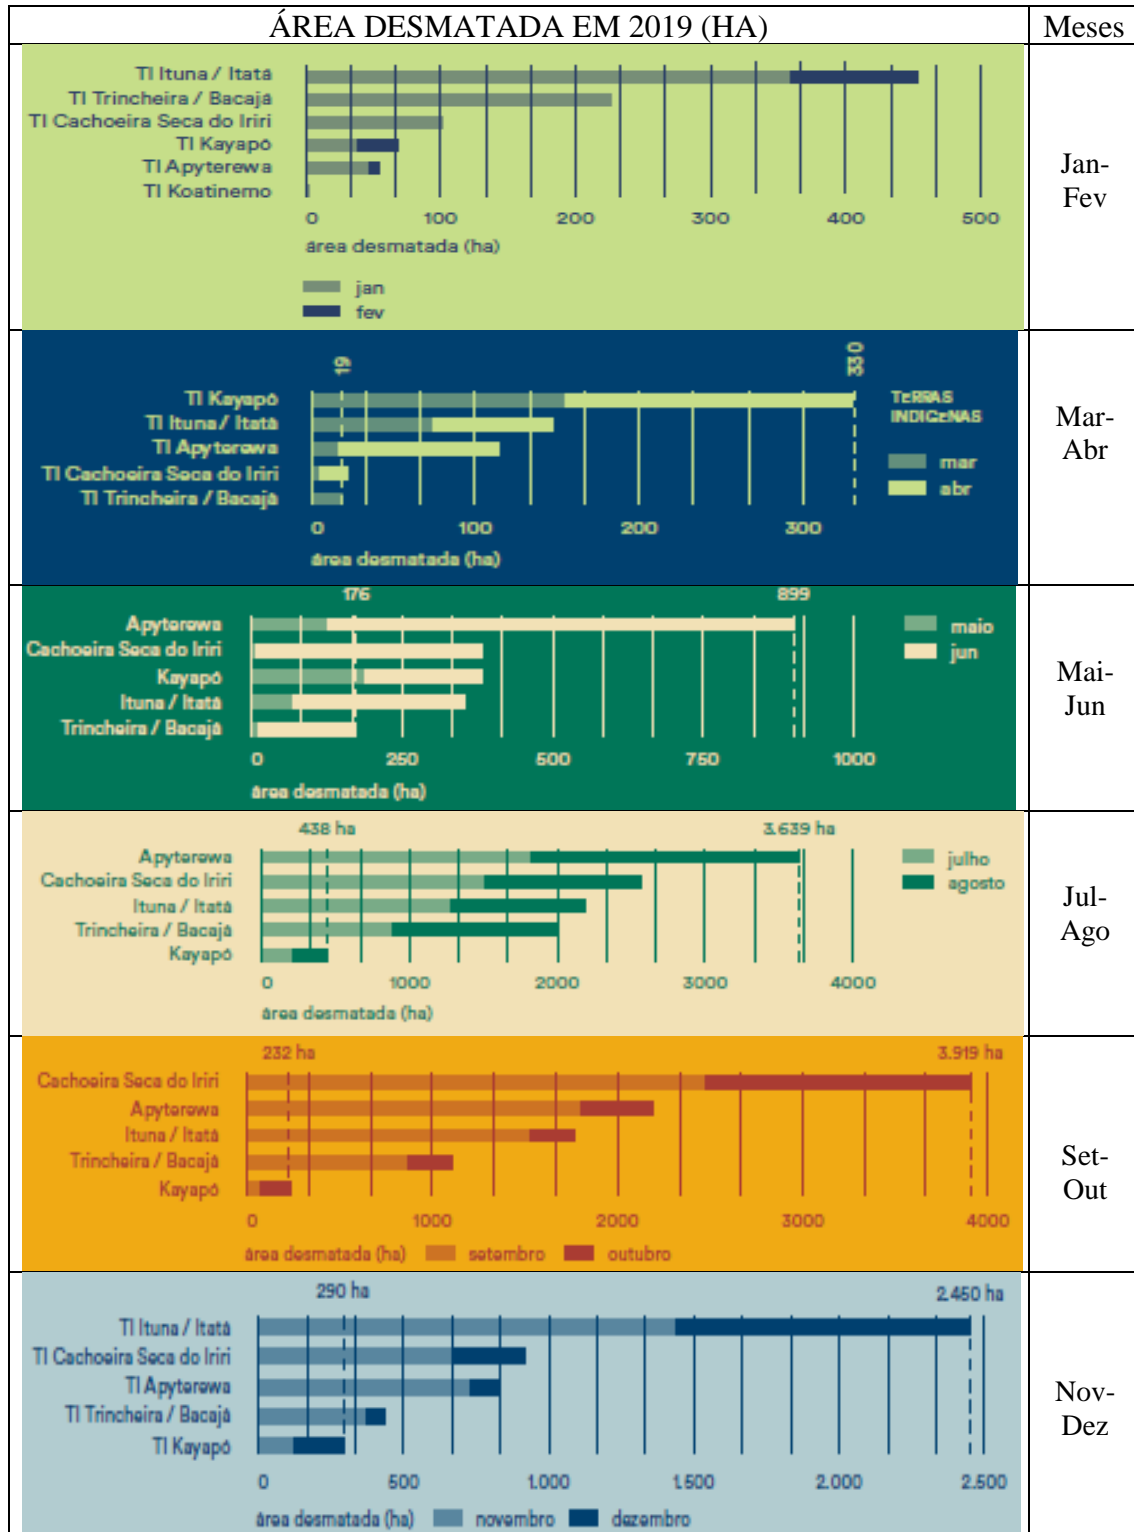 ÁREA DESMATADA EM 2019 (HA)
Meses
TI Ituna / Itatá
TI Trincheira / Bacajá
TI Cachoeira Seca do Iriri
TI Kayapó
TI Apyterewa
TI Koatinemo
0 100 200 300 400 500
área desmatada (ha)
jan
fev
Jan-
Fev
19
330
TI Kayapó
TI Ituna / Itatá
TI Apyterewa
TI Cachoeira Seca do Iriri
TI Trincheira / Bacajá
TERRAS
INDIGENAS
mar
abr
0 100 200 300
área desmatada (ha)
Mar-
Abr
176 899
Apyterewa
Cachoeira Seca do Iriri
Kayapó
Ituna / Itatá
Trincheira / Bacajá
maio
jun
0 250 500 750 1000
área desmatada (ha)
Mai-
Jun
438 ha 3.639 ha
Apyterewa
Cachoeira Seca do Iriri
Ituna / Itatá
Trincheira / Bacajá
Kayapó
julho
agosto
0 1000 2000 3000 4000
área desmatada (ha)
Jul-
Ago
232 ha 3.919 ha
Cachoeira Seca do Iriri
Apyterewa
Ituna / Itatá
Trincheira / Bacajá
Kayapó
0 1000 2000 3000 4000
área desmatada (ha) setembro outubro
Set-
Out
290 ha 2.450 ha
TI Ituna / Itatá
TI Cachoeira Seca do Iriri
TI Apyterewa
TI Trincheira / Bacajá
TI Kayapó
0 500 1.000 1.500 2.000 2.500
área desmatada (ha) novembro dezembro
Nov-
Dez